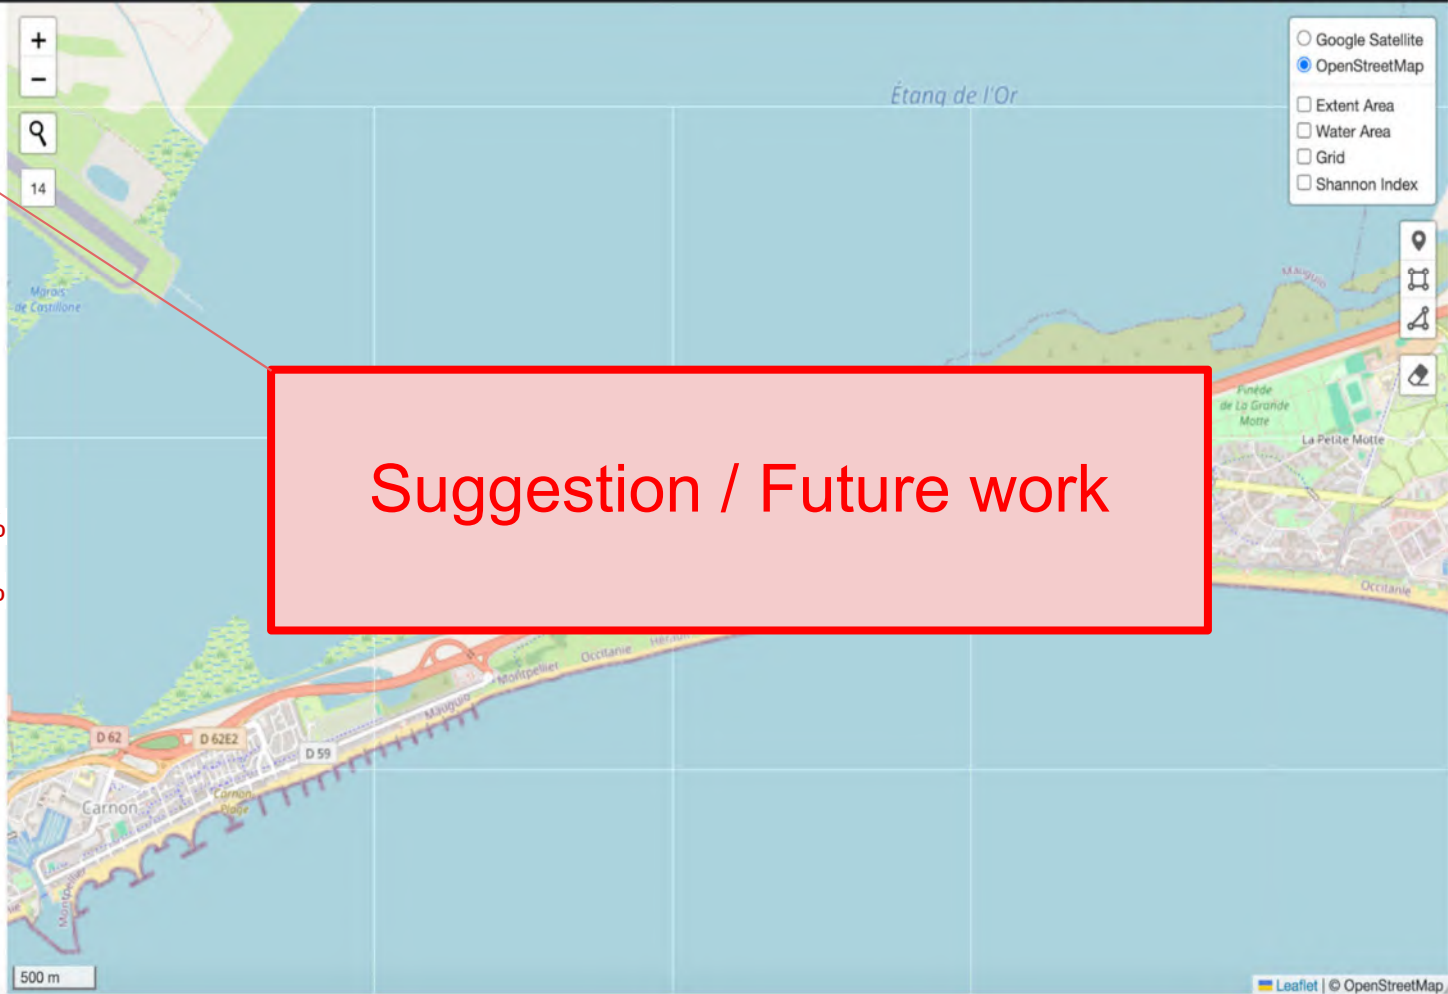 +
−
14
Étang de l'Or
Google Satellite
OpenStreetMap
Extent Area
Water Area
Grid
Shannon Index
Marais
de Castillone
Mauguio
Pinède
de La Grande
Motte
La Petite Motte
Suggestion / Future work
Occitanie
Montpellier
Occitanie
Mauguio
D 62
D 62E2
D 59
Carnon
Carnon
Plage
500 m
Leaflet | © OpenStreetMap